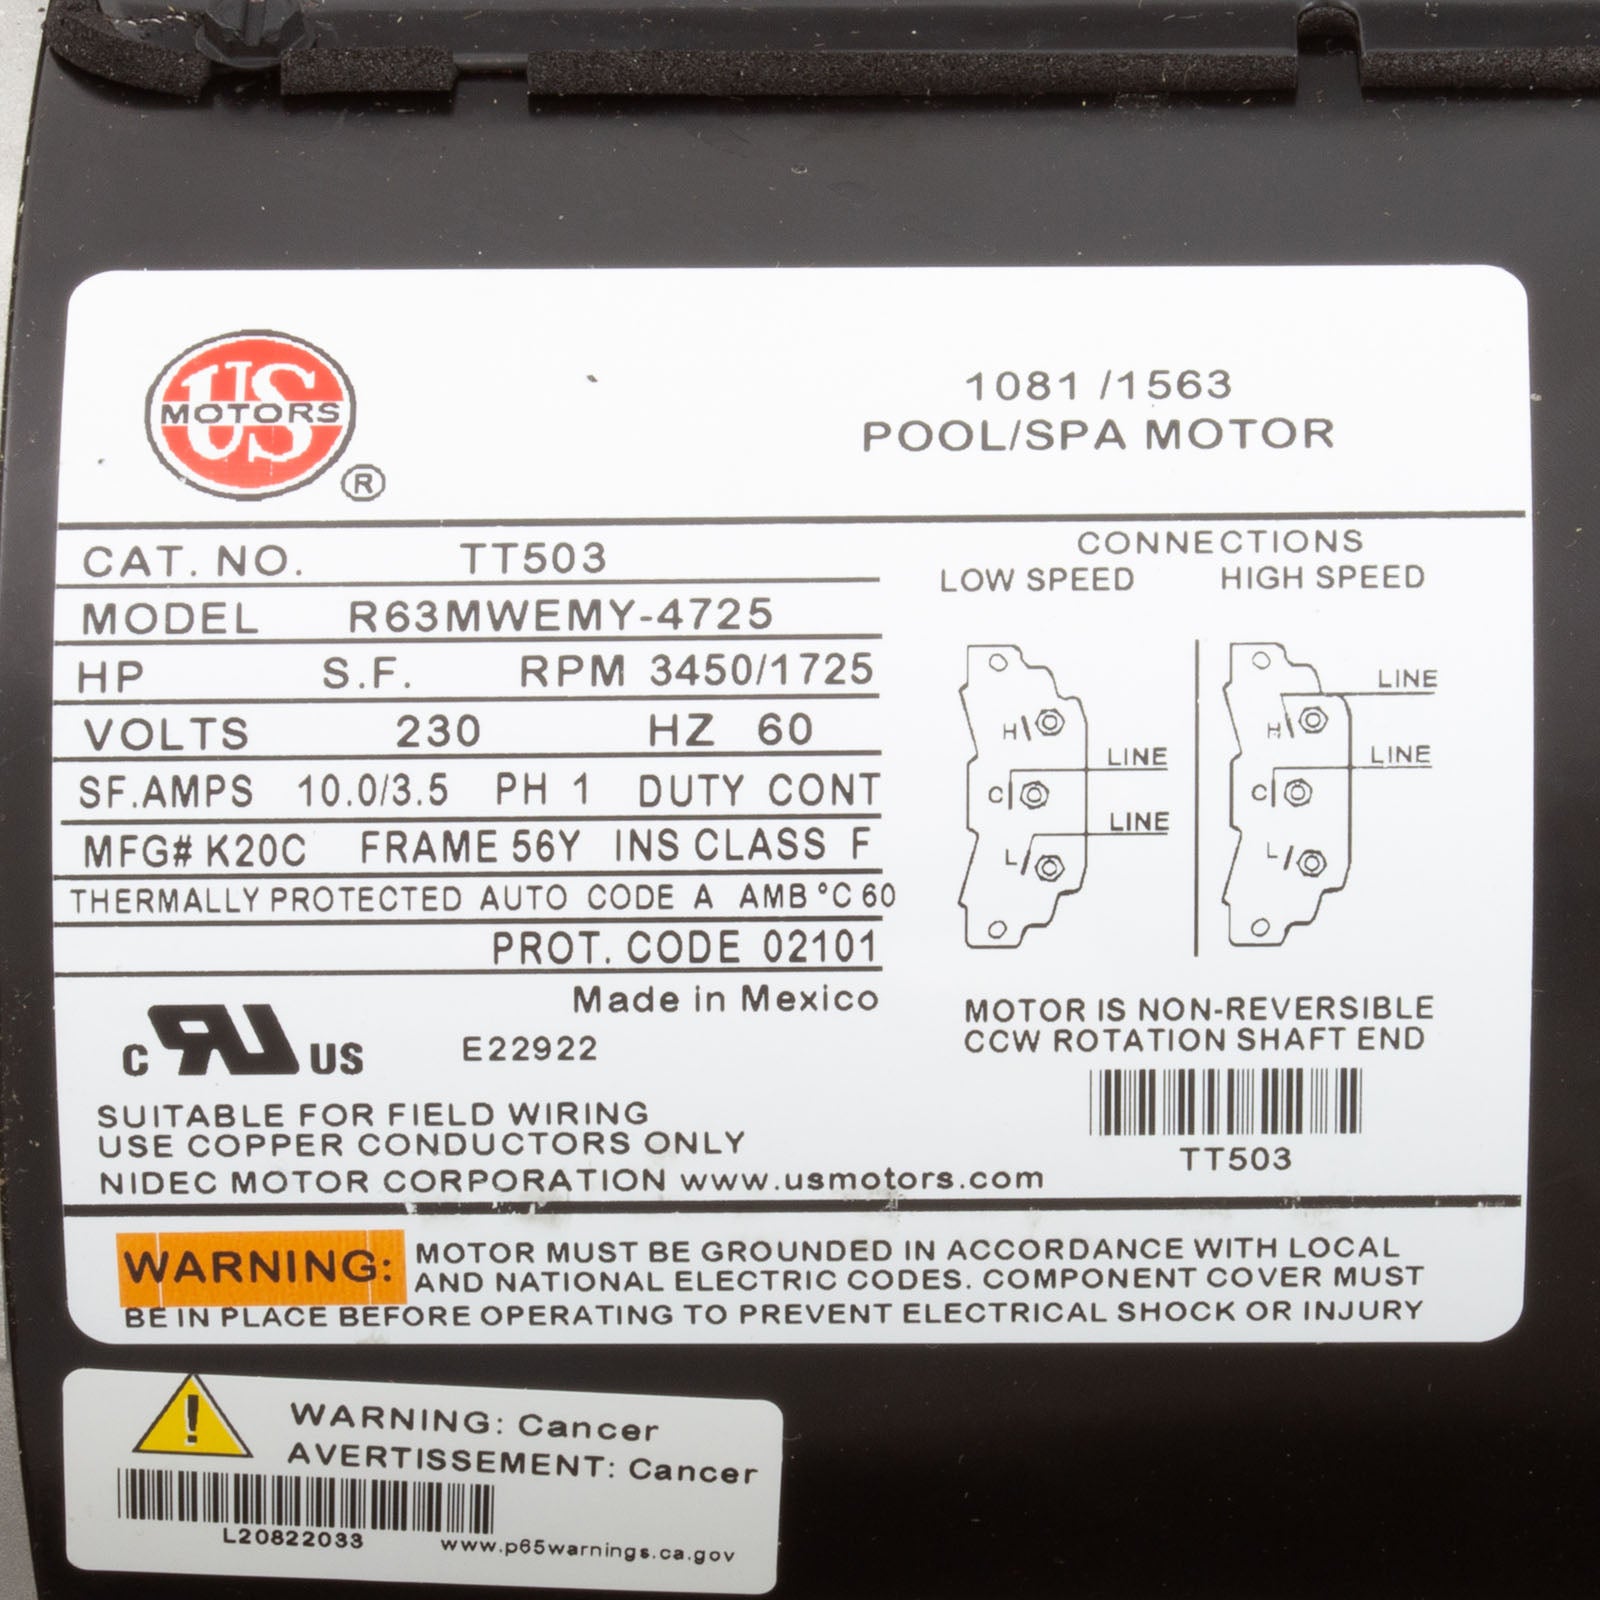 US
MOTORS
®
1081 /1563
POOL/SPA MOTOR
CAT. NO. TT503
MODEL R63MWEMY-4725
HP S.F. RPM 3450/1725
VOLTS 230 HZ 60
SF.AMPS 10.0/3.5 PH 1 DUTY CONT
MFG# K20C FRAME 56Y INS CLASS F
THERMALLY PROTECTED AUTO CODE A AMB °C 60
PROT. CODE 02101
Made in Mexico
C RU US E22922
SUITABLE FOR FIELD WIRING
USE COPPER CONDUCTORS ONLY
NIDEC MOTOR CORPORATION www.usmotors.com
CONNECTIONS
LOW SPEED HIGH SPEED
H
C LINE
L LINE
LINE
H
LINE
C
L
MOTOR IS NON-REVERSIBLE
CCW ROTATION SHAFT END
TT503
WARNING: MOTOR MUST BE GROUNDED IN ACCORDANCE WITH LOCAL
AND NATIONAL ELECTRIC CODES. COMPONENT COVER MUST
BE IN PLACE BEFORE OPERATING TO PREVENT ELECTRICAL SHOCK OR INJURY
! WARNING: Cancer
AVERTISSEMENT: Cancer
L20822033 www.p65warnings.ca.gov